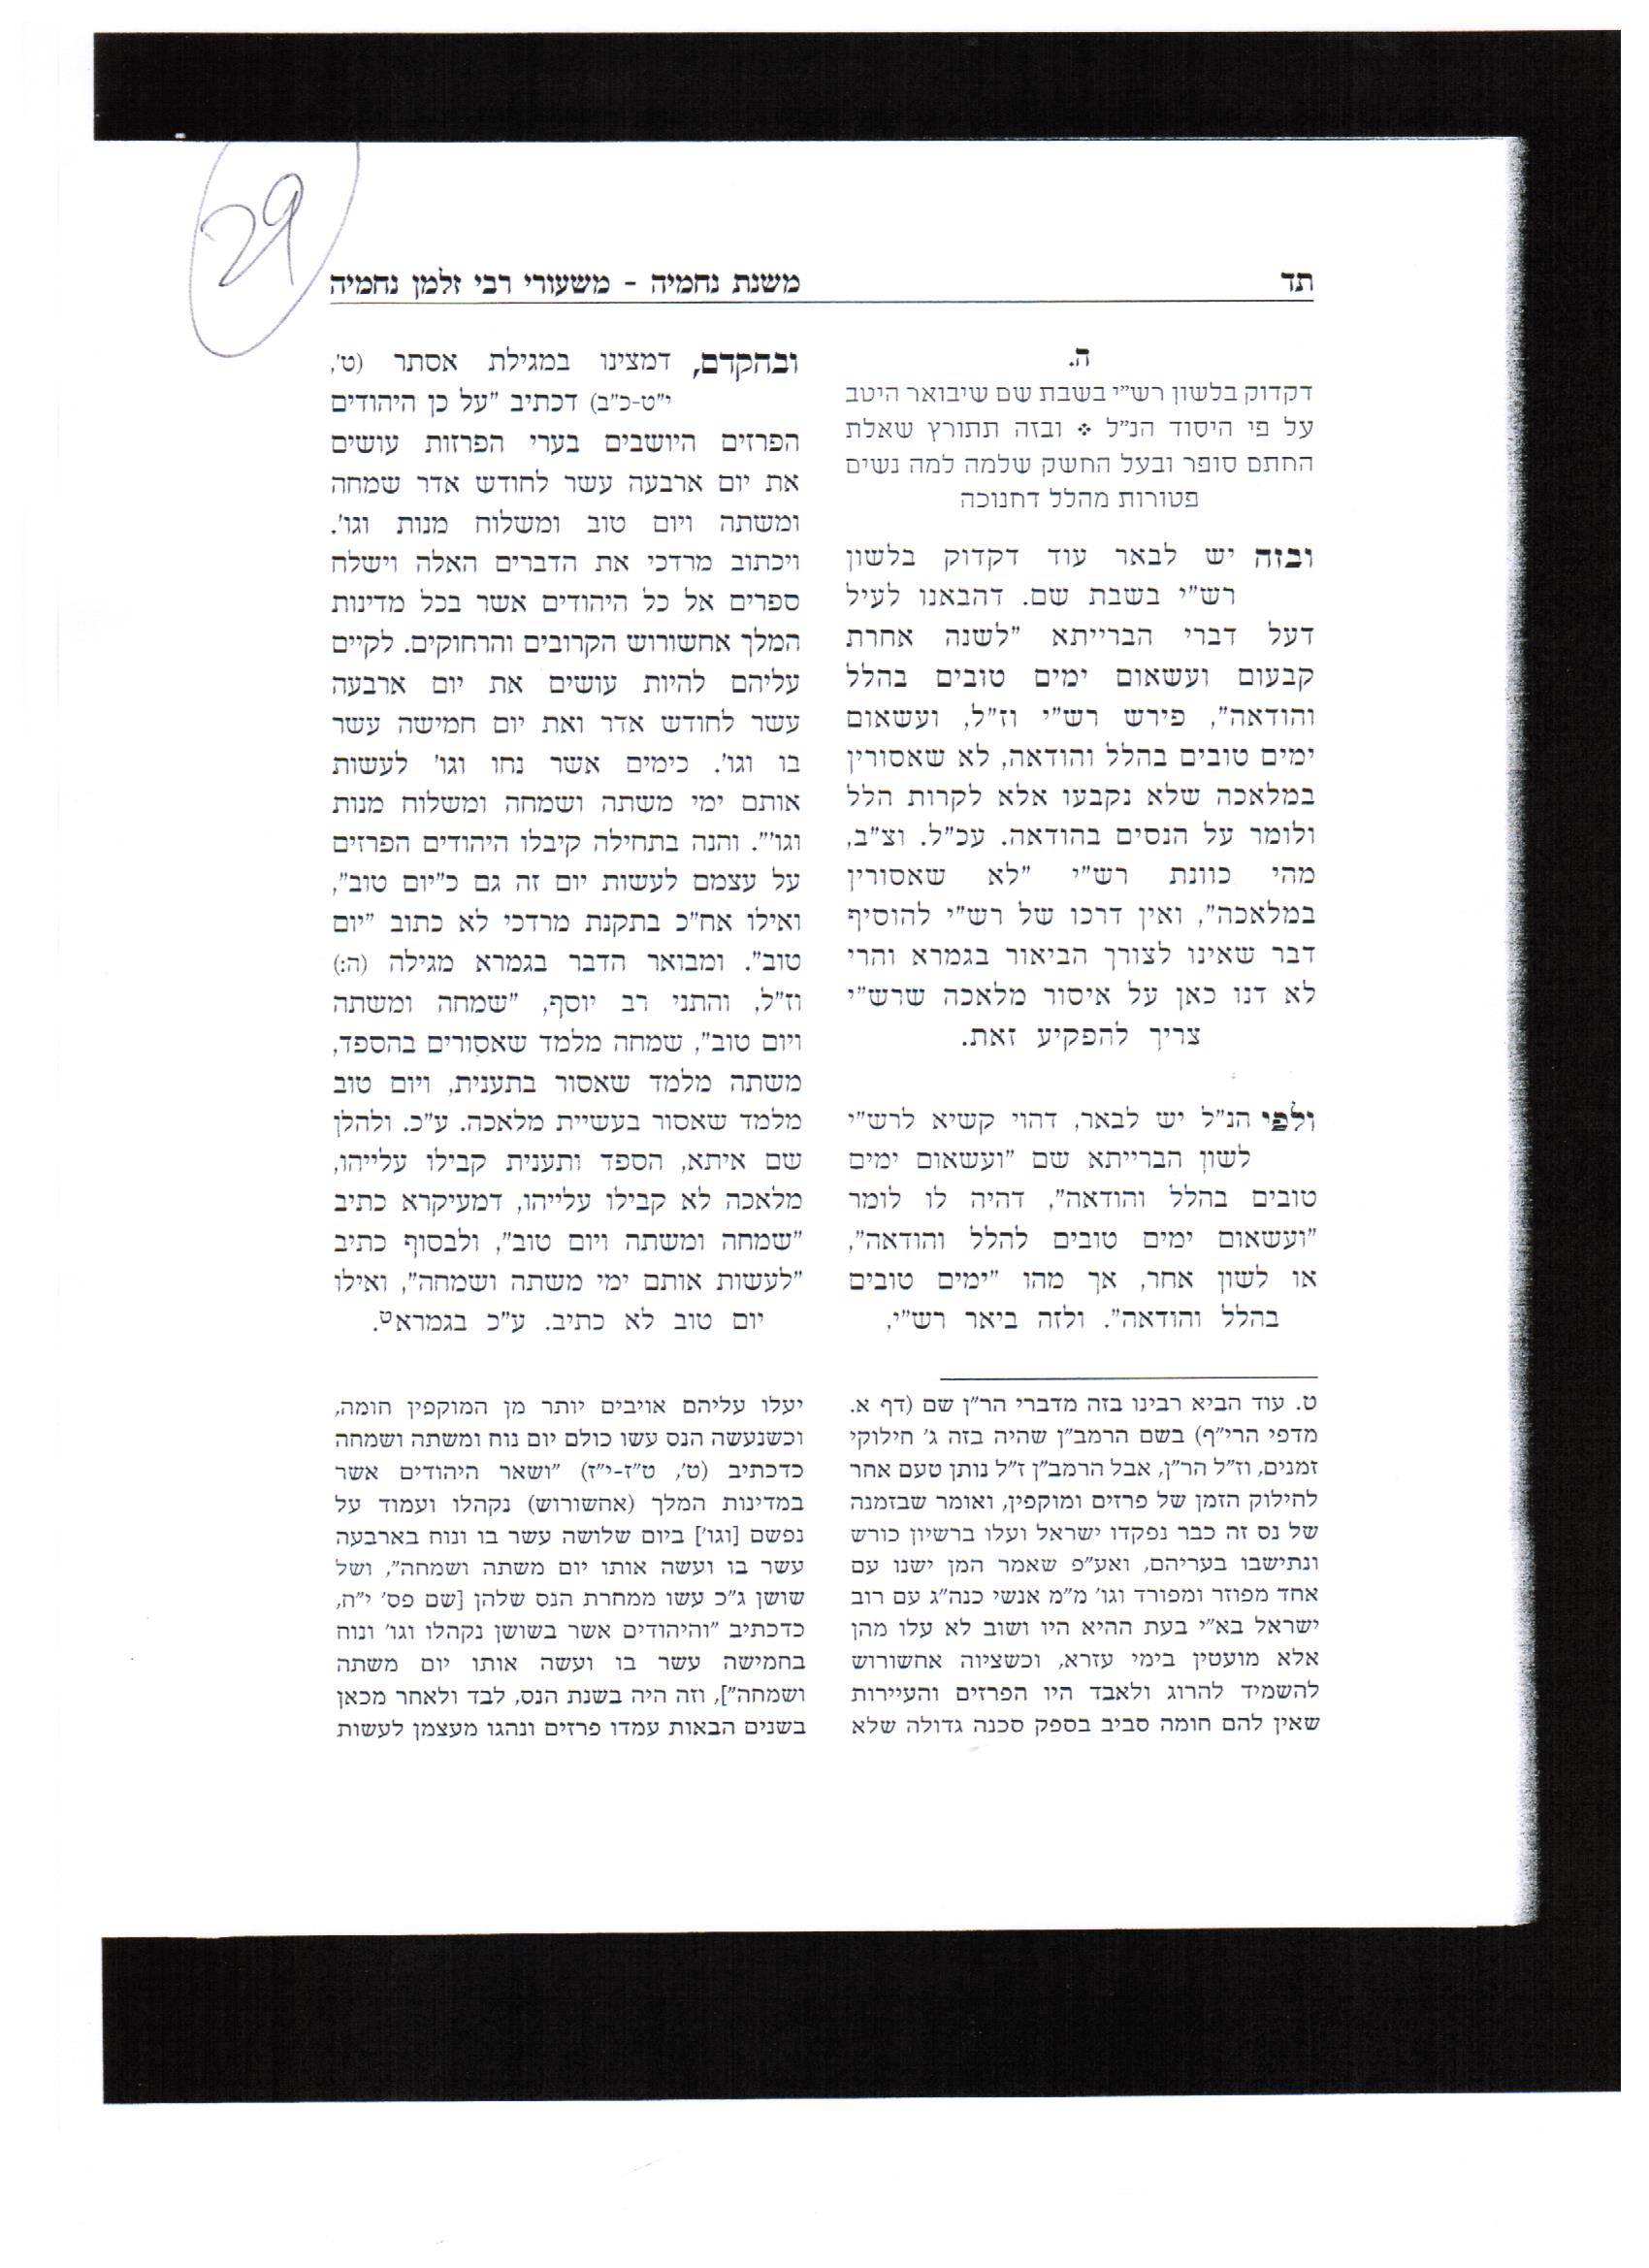 29
תד
משנת נחמיה - משעורי רבי זלמן נחמיה
ה.
דקדוק בלשון רש"י בשבת שם שיבואר היטב
על פי היסוד הנ"ל ❖ ובזה תתורץ שאלת
החתם סופר ובעל החשק שלמה למה נשים
פטורות מהלל דחנוכה
ובזה יש לבאר עוד דקדוק בלשון
רש"י בשבת שם. דהבאנו לעיל
דעל דברי הברייתא "לשנה אחרת
קבעום ועשאום ימים טובים בהלל
והודאה", פירש רש"י וז"ל, ועשאום
ימים טובים בהלל והודאה, לא שאסורין
במלאכה שלא נקבעו אלא לקרות הלל
ולומר על הנסים בהודאה. עכ"ל. וצ"ב,
מהי כוונת רש"י "לא שאסורין
במלאכה", ואין דרכו של רש"י להוסיף
דבר שאינו לצורך הביאור בגמרא והרי
לא דנו כאן על איסור מלאכה שרש"י
צריך להפקיע זאת.
ולפי הנ"ל יש לבאר, דהוי קשיא לרש"י
לשון הברייתא שם "ועשאום ימים
טובים בהלל והודאה", דהיה לו לומר
"ועשאום ימים טובים להלל והודאה",
או לשון אחר, אך מהו "ימים טובים
בהלל והודאה". ולזה ביאר רש"י,
ובהקדם, דמצינו במגילת אסתר (ט',
י"ט-כ"ב) דכתיב "על כן היהודים
הפרזים היושבים בערי הפרזות עושים
את יום ארבעה עשר לחודש אדר שמחה
ומשתה ויום טוב ומשלוח מנות וגו'.
ויכתוב מרדכי את הדברים האלה וישלח
ספרים אל כל היהודים אשר בכל מדינות
המלך אחשורוש הקרובים והרחוקים. לקיים
עליהם להיות עושים את יום ארבעה
עשר לחודש אדר ואת יום חמישה עשר
בו וגו'. כימים אשר נחו וגו' לעשות
אותם ימי משתה ושמחה ומשלוח מנות
וגו'". והנה בתחילה קיבלו היהודים הפרזים
על עצמם לעשות יום זה גם כ"יום טוב",
ואילו אח"כ בתקנת מרדכי לא כתוב "יום
טוב". ומבואר הדבר בגמרא מגילה (ה:)
וז"ל, והתני רב יוסף, "שמחה ומשתה
ויום טוב", שמחה מלמד שאסורים בהספד,
משתה מלמד שאסור בתענית, ויום טוב
מלמד שאסור בעשיית מלאכה. ע"כ. ולהלן
שם איתא, הספד ותענית קבילו עלייהו,
מלאכה לא קבילו עלייהו, דמעיקרא כתיב
"שמחה ומשתה ויום טוב", ולבסוף כתיב
"לעשות אותם ימי משתה ושמחה", ואילו
יום טוב לא כתיב. ע"כ בגמראט.
ט. עוד הביא רבינו בזה מדברי הר"ן שם (דף א.
מדפי הרי"ף) בשם הרמב"ן שהיה בזה ג' חילוקי
זמנים, וז"ל הר"ן, אבל הרמב"ן ז"ל נותן טעם אחר
לחילוק הזמן של פרזים ומוקפין, ואומר שבזמנה
של נס זה כבר נפקדו ישראל ועלו ברשיון כורש
ונתישבו בעריהם, ואע"פ שאמר המן ישנו עם
אחד מפוזר ומפורד וגו' מ"מ אנשי כנה"ג עם רוב
ישראל בא"י בעת ההיא היו ושוב לא עלו מהן
אלא מועטין בימי עזרא, וכשציוה אחשורוש
להשמיד להרוג ולאבד היו הפרזים והעיירות
שאין להם חומה סביב בספק סכנה גדולה שלא
יעלו עליהם אויבים יותר מן המוקפין חומה,
וכשנעשה הנס עשו כולם יום נוח ומשתה ושמחה
כדכתיב (ט', ט"ז-י"ז) "ושאר היהודים אשר
במדינות המלך (אחשורוש) נקהלו ועמוד על
נפשם [וגו'] ביום שלושה עשר בו ונוח בארבעה
עשר בו ועשה אותו יום משתה ושמחה", ושל
שושן ג"כ עשו ממחרת הנס שלהן [שם פס' י"ח,
כדכתיב "והיהודים אשר בשושן נקהלו וגו' ונוח
בחמישה עשר בו ועשה אותו יום משתה
ושמחה"], וזה היה בשנת הנס, לבד ולאחר מכאן
בשנים הבאות עמדו פרזים ונהגו מעצמן לעשות